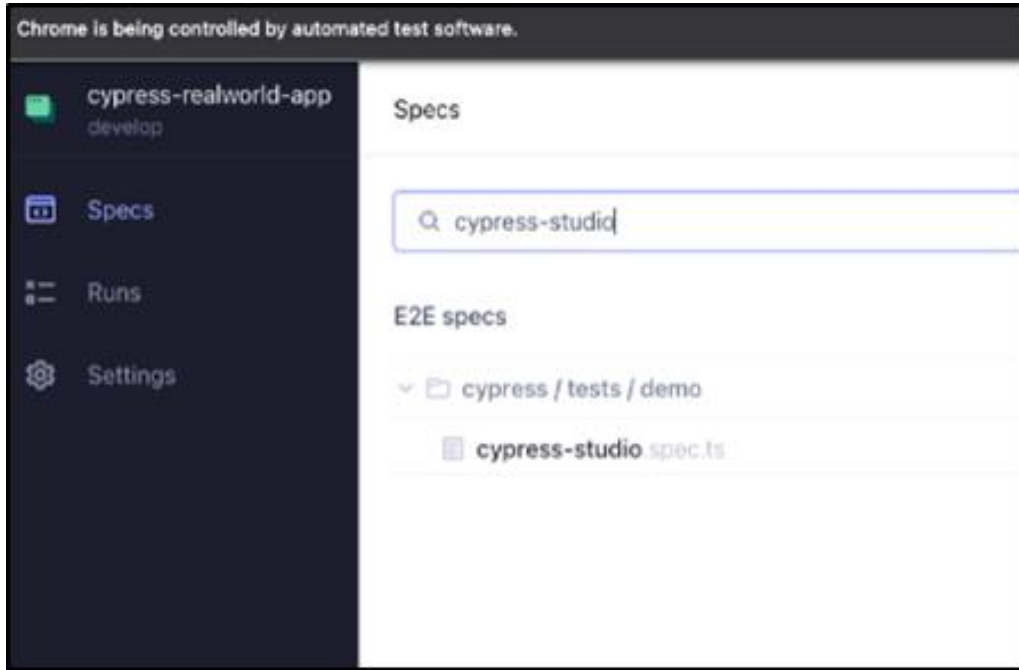 Chrome is being controlled by automated test software.
cypress-realworld-app
develop
Specs
Runs
Settings
Specs
cypress-studio
E2E specs
cypress / tests / demo
cypress-studio.spec.ts